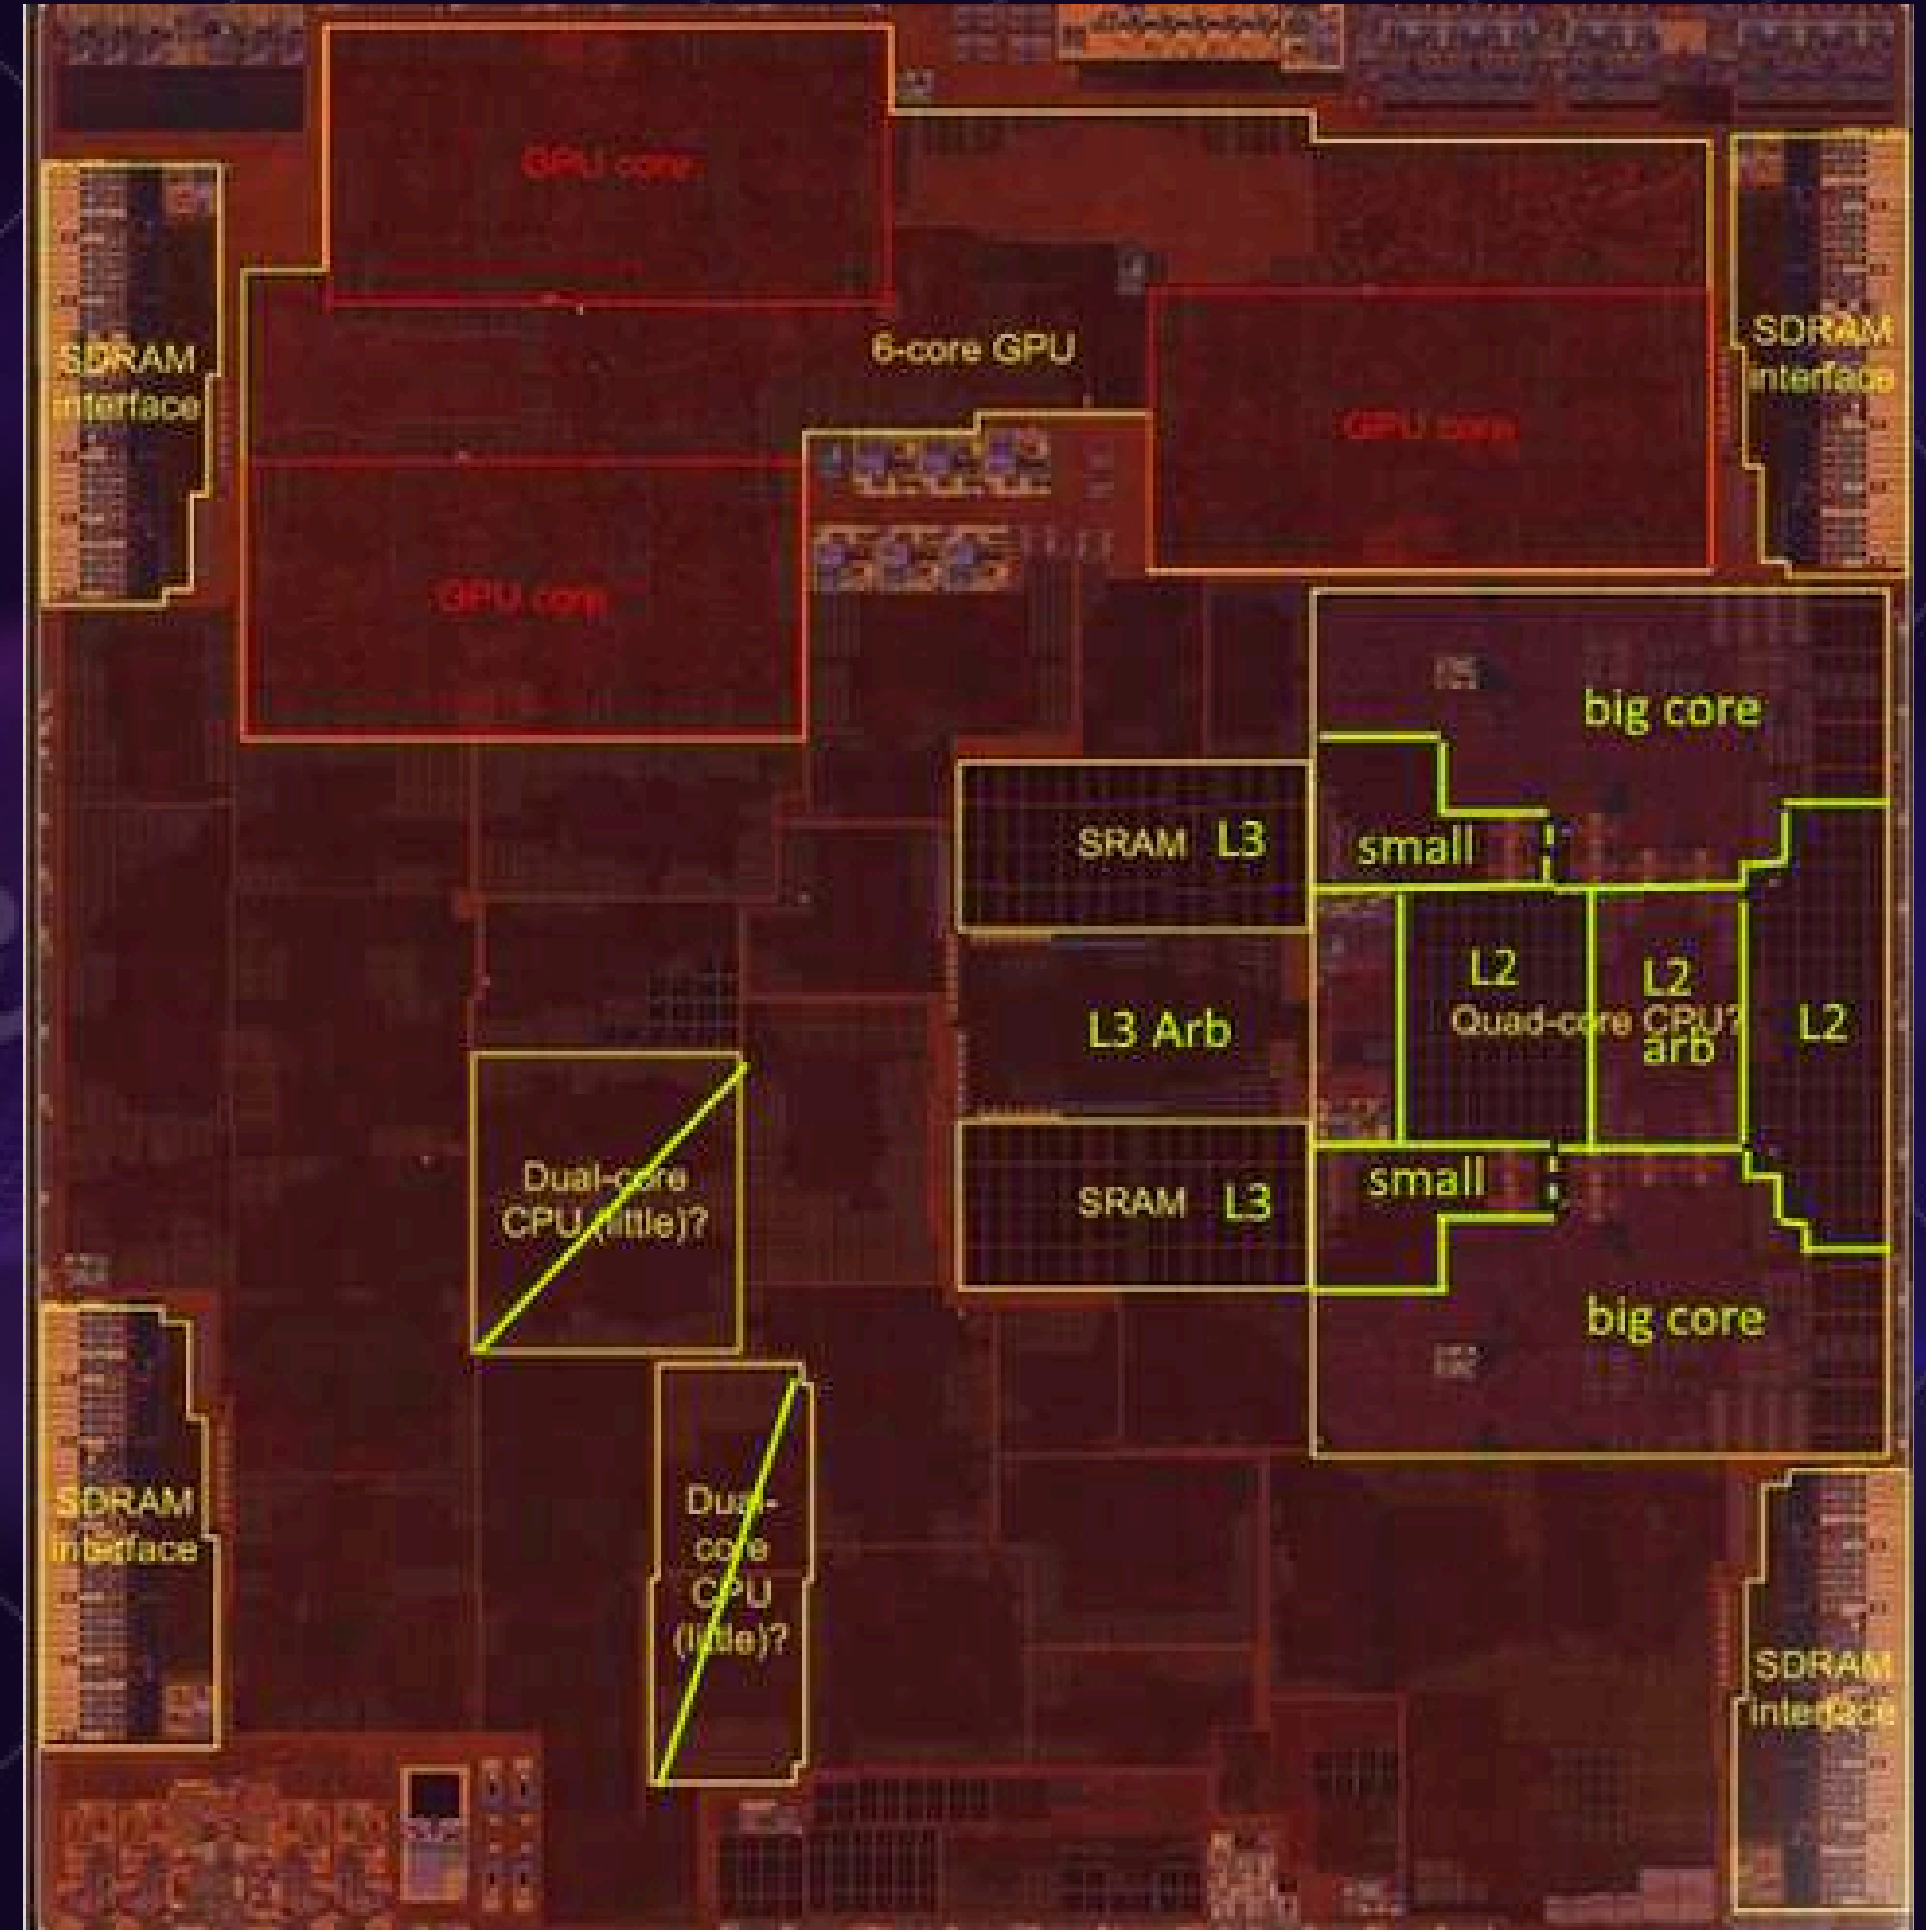 GPU core
SDRAM
interface
6-core GPU
SDRAM
interface
GPU core
GPU core
big core
SRAM L3
small
L2
L2
Quad-core CPU?
arb
L2
L3 Arb
Dual-core
CPU (little)?
SRAM L3
small
big core
SDRAM
interface
Dual-
core
CPU
(little)?
SDRAM
interface